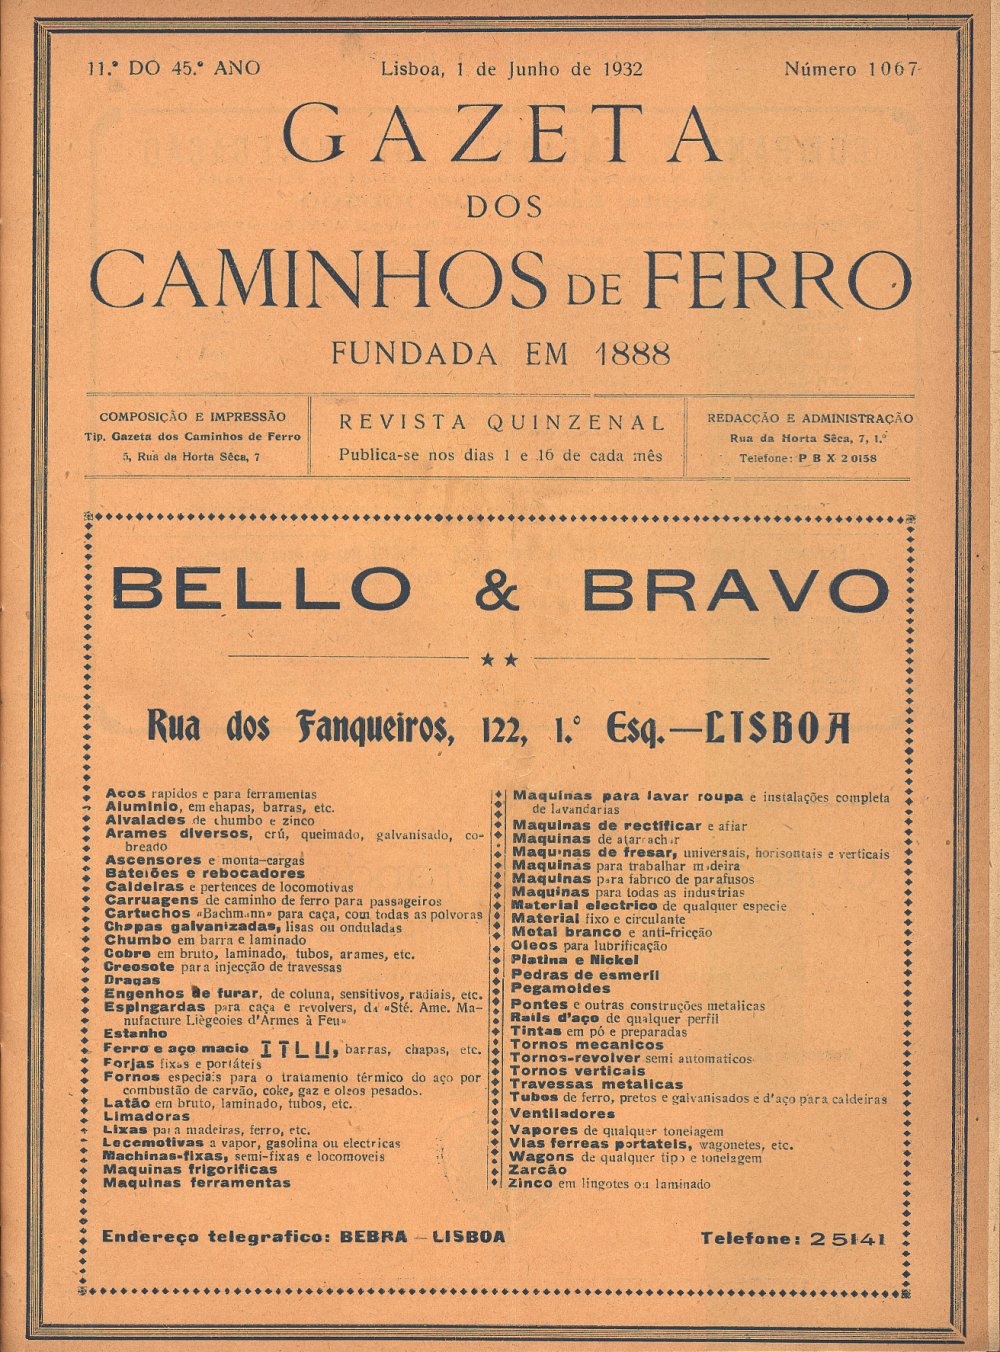 11.º DO 45.º ANO
Lisboa, 1 de Junho de 1932
Número 1067
GAZETA
DOS
CAMINHOS DE FERRO
FUNDADA EM 1888
COMPOSIÇÃO E IMPRESSÃO
Tip. Gazeta dos Caminhos de Ferro
5, Rua da Horta Sêca, 7
REVISTA QUINZENAL
Publica-se nos dias 1 e 16 de cada mês
REDACÇÃO E ADMINISTRAÇÃO
Rua da Horta Sêca, 7, 1.º
Telefone: P B X 20158
BELLO & BRAVO
Rua dos Fanqueiros, 122, 1.º Esq.—LISBOA
Aços rapidos e para ferramentas
Aluminio, em chapas, barras, etc.
Alvaiades de chumbo e zinco
Arames diversos, crú, queimado, galvanisado, co-
breado
Ascensores e monta-cargas
Batelões e rebocadores
Caldeiras e pertences de locomotivas
Carruagens de caminho de ferro para passageiros
Cartuchos «Bachmann» para caça, com todas as polvoras
Chapas galvanizadas, lisas ou onduladas
Chumbo em barra e laminado
Cobre em bruto, laminado, tubos, arames, etc.
Creosote para injecção de travessas
Dragas
Engenhos de furar, de coluna, sensitivos, radiais, etc.
Espingardas para caça e revolvers, da «Sté. Ame. Ma-
nufacture Liègeoies d'Armes à Feu»
Estanho
Ferro e aço macio I T L U, barras, chapas, etc.
Forjas fixas e portáteis
Fornos especiais para o tratamento térmico do aço por
combustão de carvão, coke, gaz e oleos pesados.
Latão em bruto, laminado, tubos, etc.
Limadoras
Lixas para madeiras, ferro, etc.
Locomotivas a vapor, gasolina ou electricas
Machinas-fixas, semi-fixas e locomoveis
Maquinas frigorificas
Maquinas ferramentas
Maquinas para lavar roupa e instalações completa
de lavandarias
Maquinas de rectificar e afiar
Maquinas de atarrachar
Maquinas de fresar, universais, horisontais e verticais
Maquinas para trabalhar madeira
Maquinas para fabrico de parafusos
Maquinas para todas as industrias
Material electrico de qualquer especie
Material fixo e circulante
Metal branco e anti-fricção
Oleos para lubrificação
Platina e Nickel
Pedras de esmeril
Pegamoides
Pontes e outras construções metalicas
Rails d'aço de qualquer perfil
Tintas em pó e preparadas
Tornos mecanicos
Tornos-revolver semi automaticos
Tornos verticais
Travessas metalicas
Tubos de ferro, pretos e galvanisados e d'aço para caldeiras
Ventiladores
Vapores de qualquer tonelagem
Vias ferreas portateis, wagonetes, etc.
Wagons de qualquer tipo e tonelagem
Zarcão
Zinco em lingotes ou laminado
Endereço telegrafico: BEBRA – LISBOA
Telefone: 25141